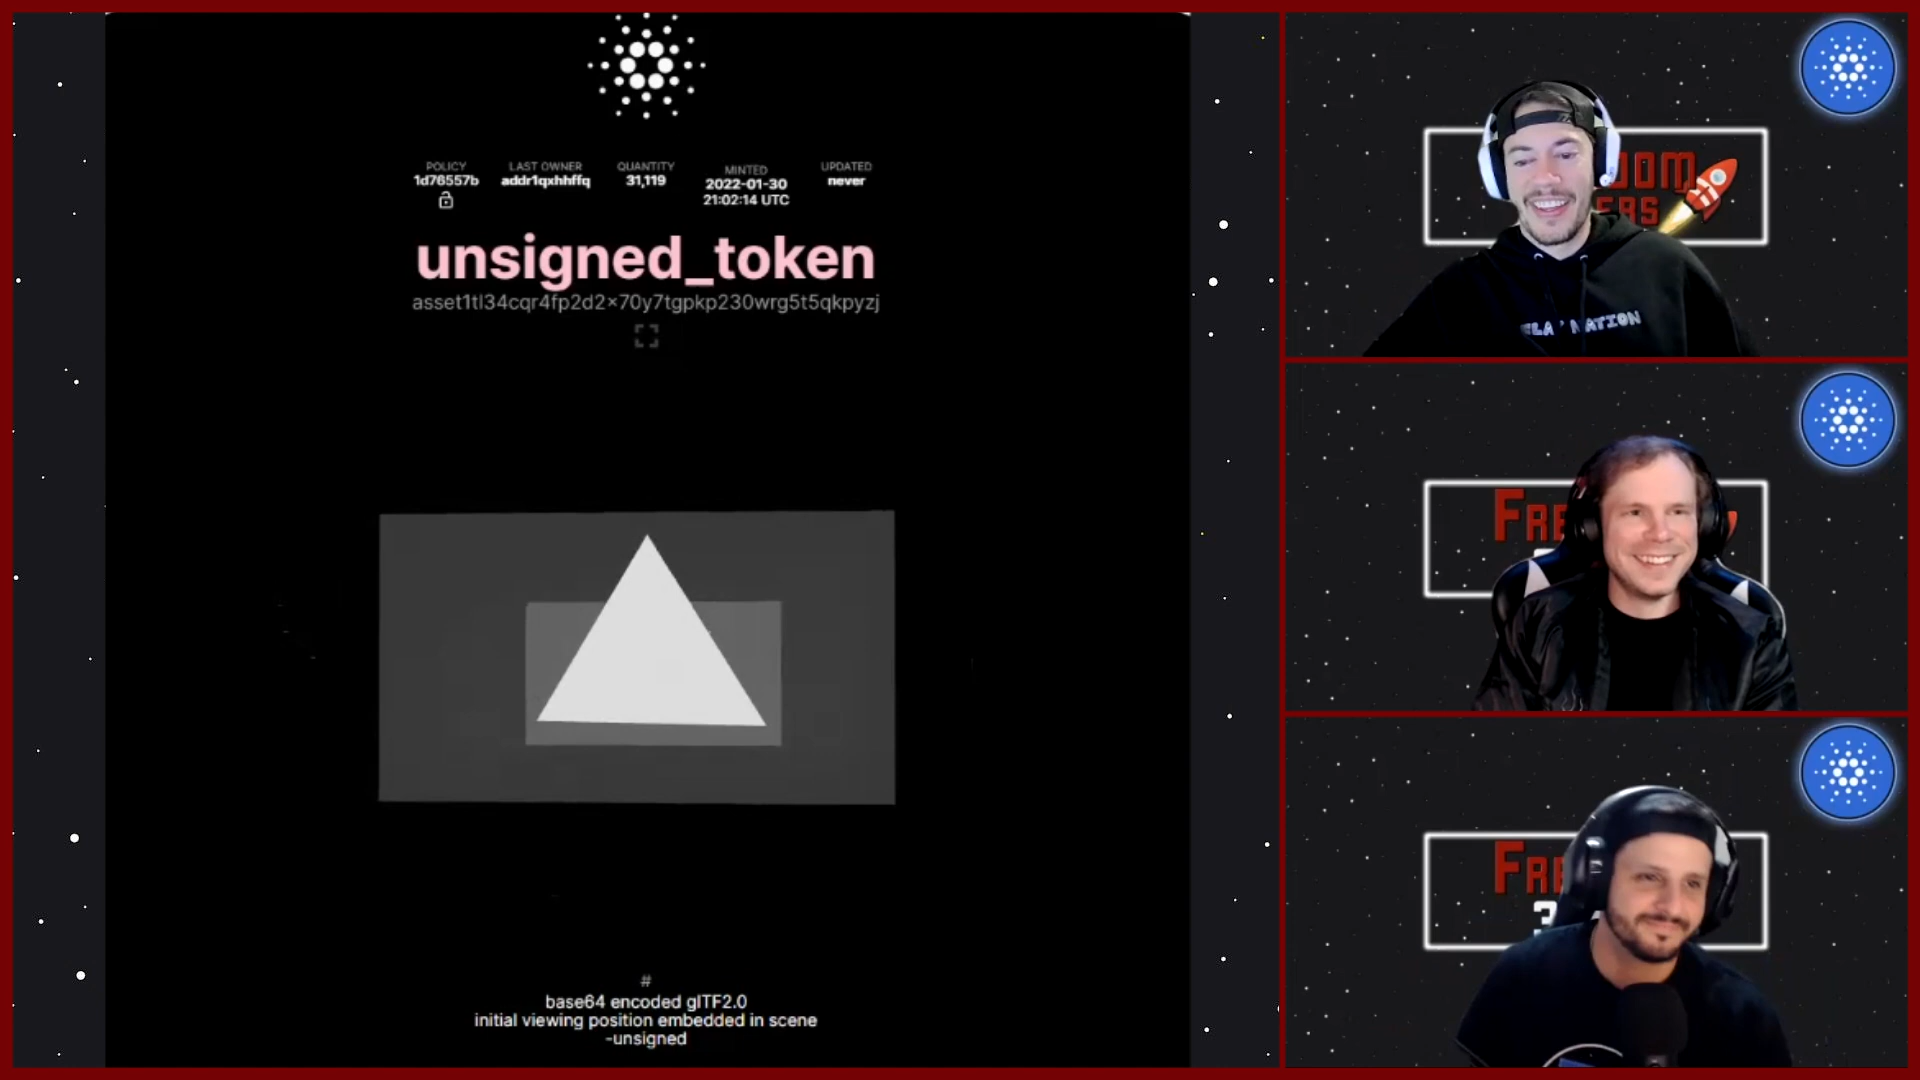 POLICY
1d76557b
LAST OWNER
addr1qxhhffq
QUANTITY
31,119
MINTED
2022-01-30
21:02:14 UTC
UPDATED
never
unsigned_token
asset1tl34cqr4fp2d2x70y7tgpkp230wrg5t5qkpyzj
#
base64 encoded glTF2.0
initial viewing position embedded in scene
-unsigned
NATION